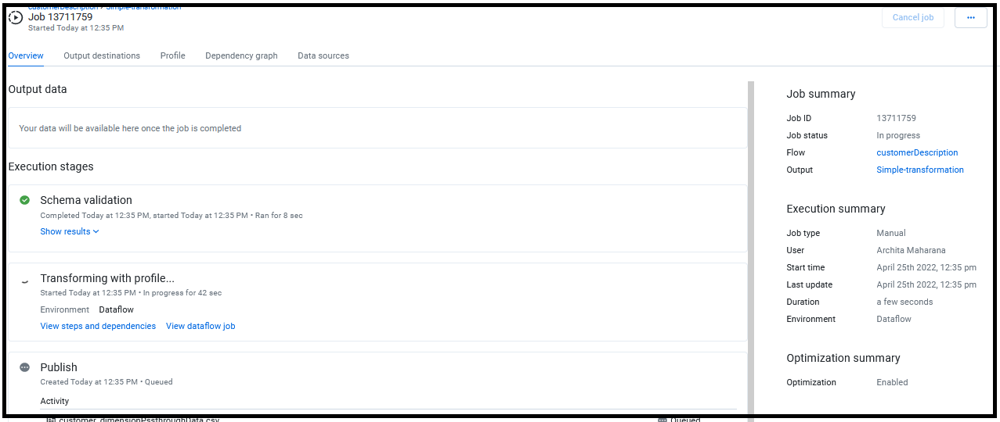 customerDescription › Simple-transformation
Job 13711759
Started Today at 12:35 PM
Cancel job
...
Overview Output destinations Profile Dependency graph Data sources
Output data
Your data will be available here once the job is completed
Execution stages
Schema validation
Completed Today at 12:35 PM, started Today at 12:35 PM • Ran for 8 sec
Show results
Transforming with profile...
Started Today at 12:35 PM • In progress for 42 sec
Environment Dataflow
View steps and dependencies View dataflow job
Publish
Created Today at 12:35 PM • Queued
Activity
customer_dimensionPssthroughData.csv Queued
Job summary
Job ID 13711759
Job status In progress
Flow customerDescription
Output Simple-transformation
Execution summary
Job type Manual
User Archita Maharana
Start time April 25th 2022, 12:35 pm
Last update April 25th 2022, 12:35 pm
Duration a few seconds
Environment Dataflow
Optimization summary
Optimization Enabled